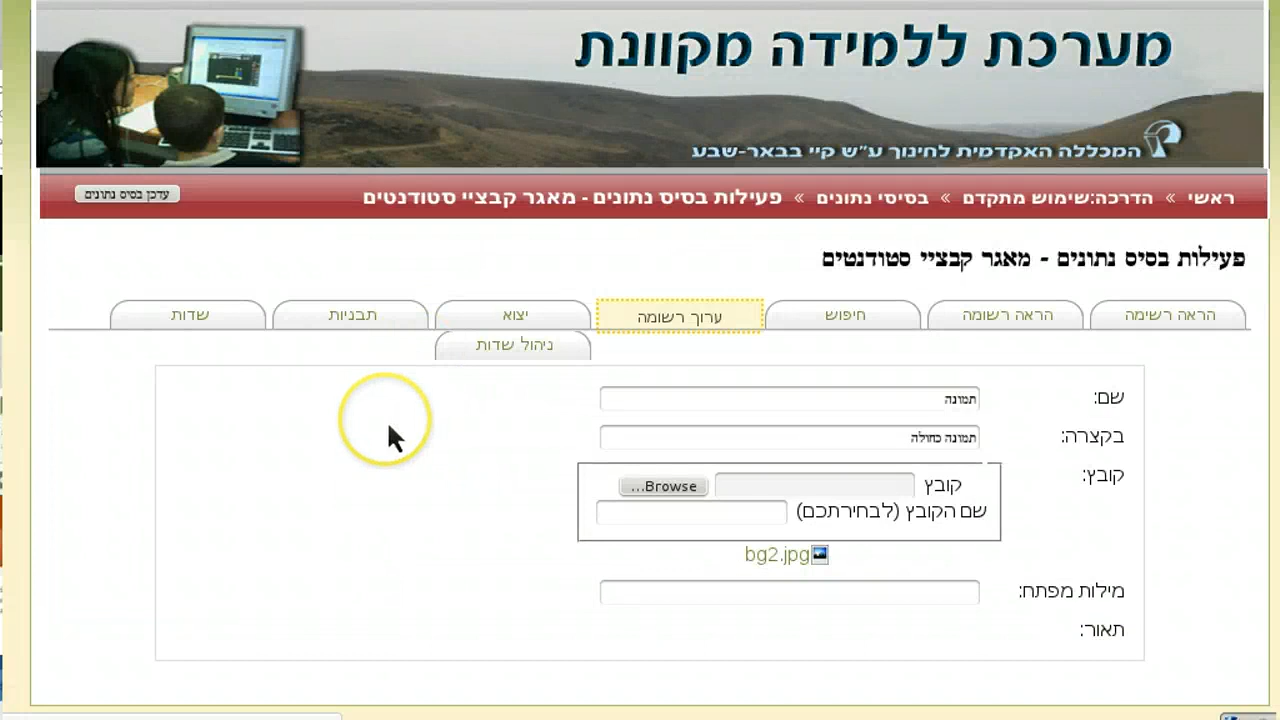 מערכת ללמידה מקוונת
המכללה האקדמית לחינוך ע"ש קיי בבאר-שבע
ראשי » הדרכה:שימוש מתקדם » בסיסי נתונים » פעילות בסיס נתונים - מאגר קבציי סטודנטים
עדכן בסיס נתונים
פעילות בסיס נתונים - מאגר קבציי סטודנטים
הראה רשימה הראה רשומה חיפוש ערוך רשומה יצוא תבניות שדות
ניהול שדות
שם: תמונה
בקצרה: תמונה כחולה
קובץ:
קובץ Browse...
שם הקובץ (לבחירתכם)
bg2.jpg
מילות מפתח:
תאור: